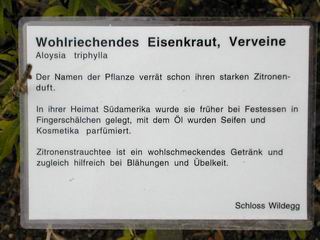 Wohlriechendes Eisenkraut, Verveine
Aloysia triphylla
Der Namen der Pflanze verrät schon ihren starken Zitronen-
duft.
In ihrer Heimat Südamerika wurde sie früher bei Festessen in
Fingerschälchen gelegt, mit dem Öl wurden Seifen und
Kosmetika parfümiert.
Zitronenstrauchtee ist ein wohlschmeckendes Getränk und
zugleich hilfreich bei Blähungen und Übelkeit.
Schloss Wildegg